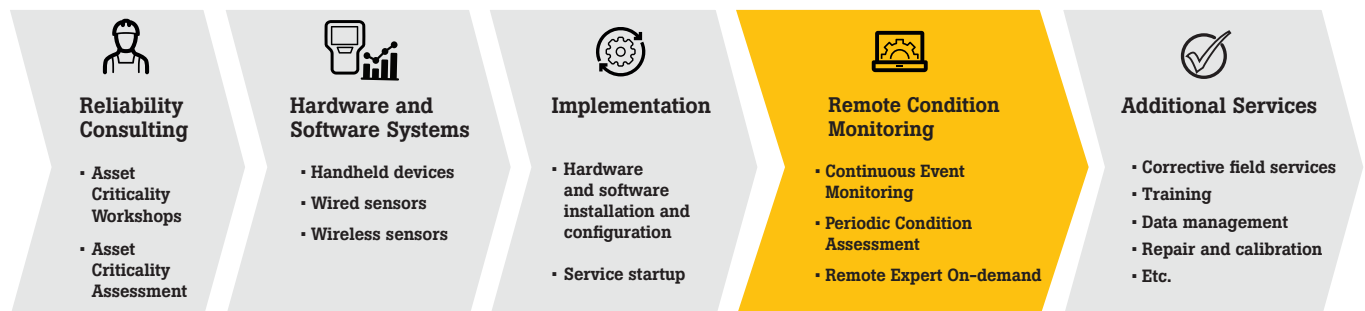 Reliability
Consulting
▪ Asset
Criticality
Workshops
▪ Asset
Criticality
Assessment
Hardware and
Software Systems
▪ Handheld devices
▪ Wired sensors
▪ Wireless sensors
Implementation
▪ Hardware
and software
installation and
configuration
▪ Service startup
Remote Condition
Monitoring
▪ Continuous Event
Monitoring
▪ Periodic Condition
Assessment
▪ Remote Expert On-demand
Additional Services
▪ Corrective field services
▪ Training
▪ Data management
▪ Repair and calibration
▪ Etc.